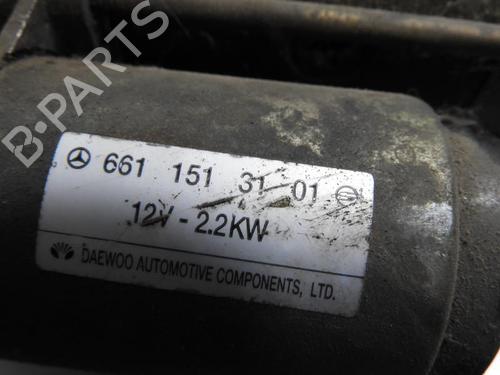 B-PARTS
661 151 31 01
12V - 2.2KW
DAEWOO AUTOMOTIVE COMPONENTS, LTD.